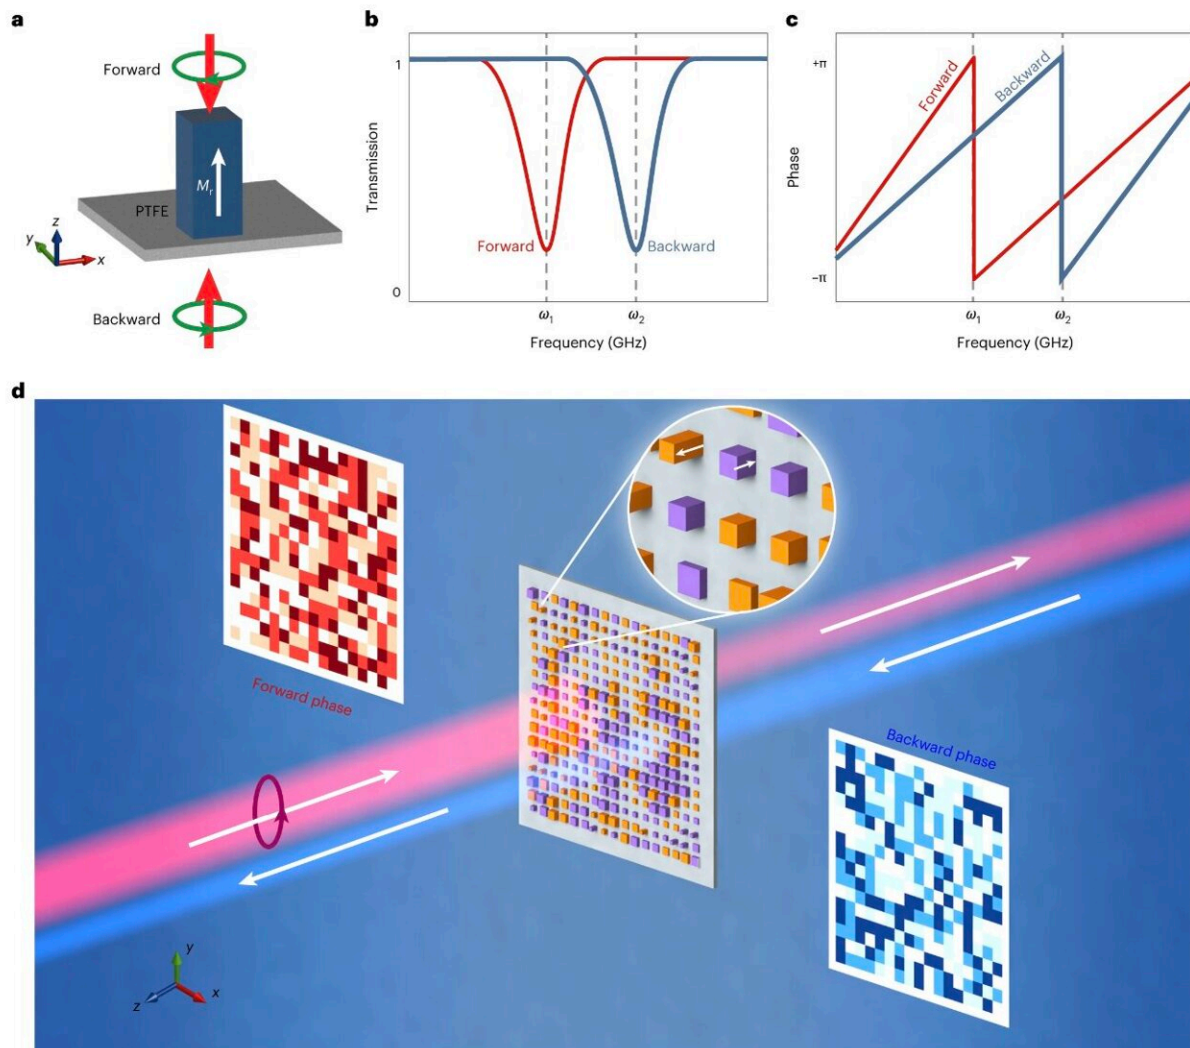 a
Forward
M_r
PTFE
z
y
x
Backward
b
Transmission
1
0
Forward
Backward
ω₁
ω₂
Frequency (GHz)
c
Phase
+π
−π
Forward
Backward
ω₁
ω₂
Frequency (GHz)
d
Forward phase
Backward phase
y
z
x